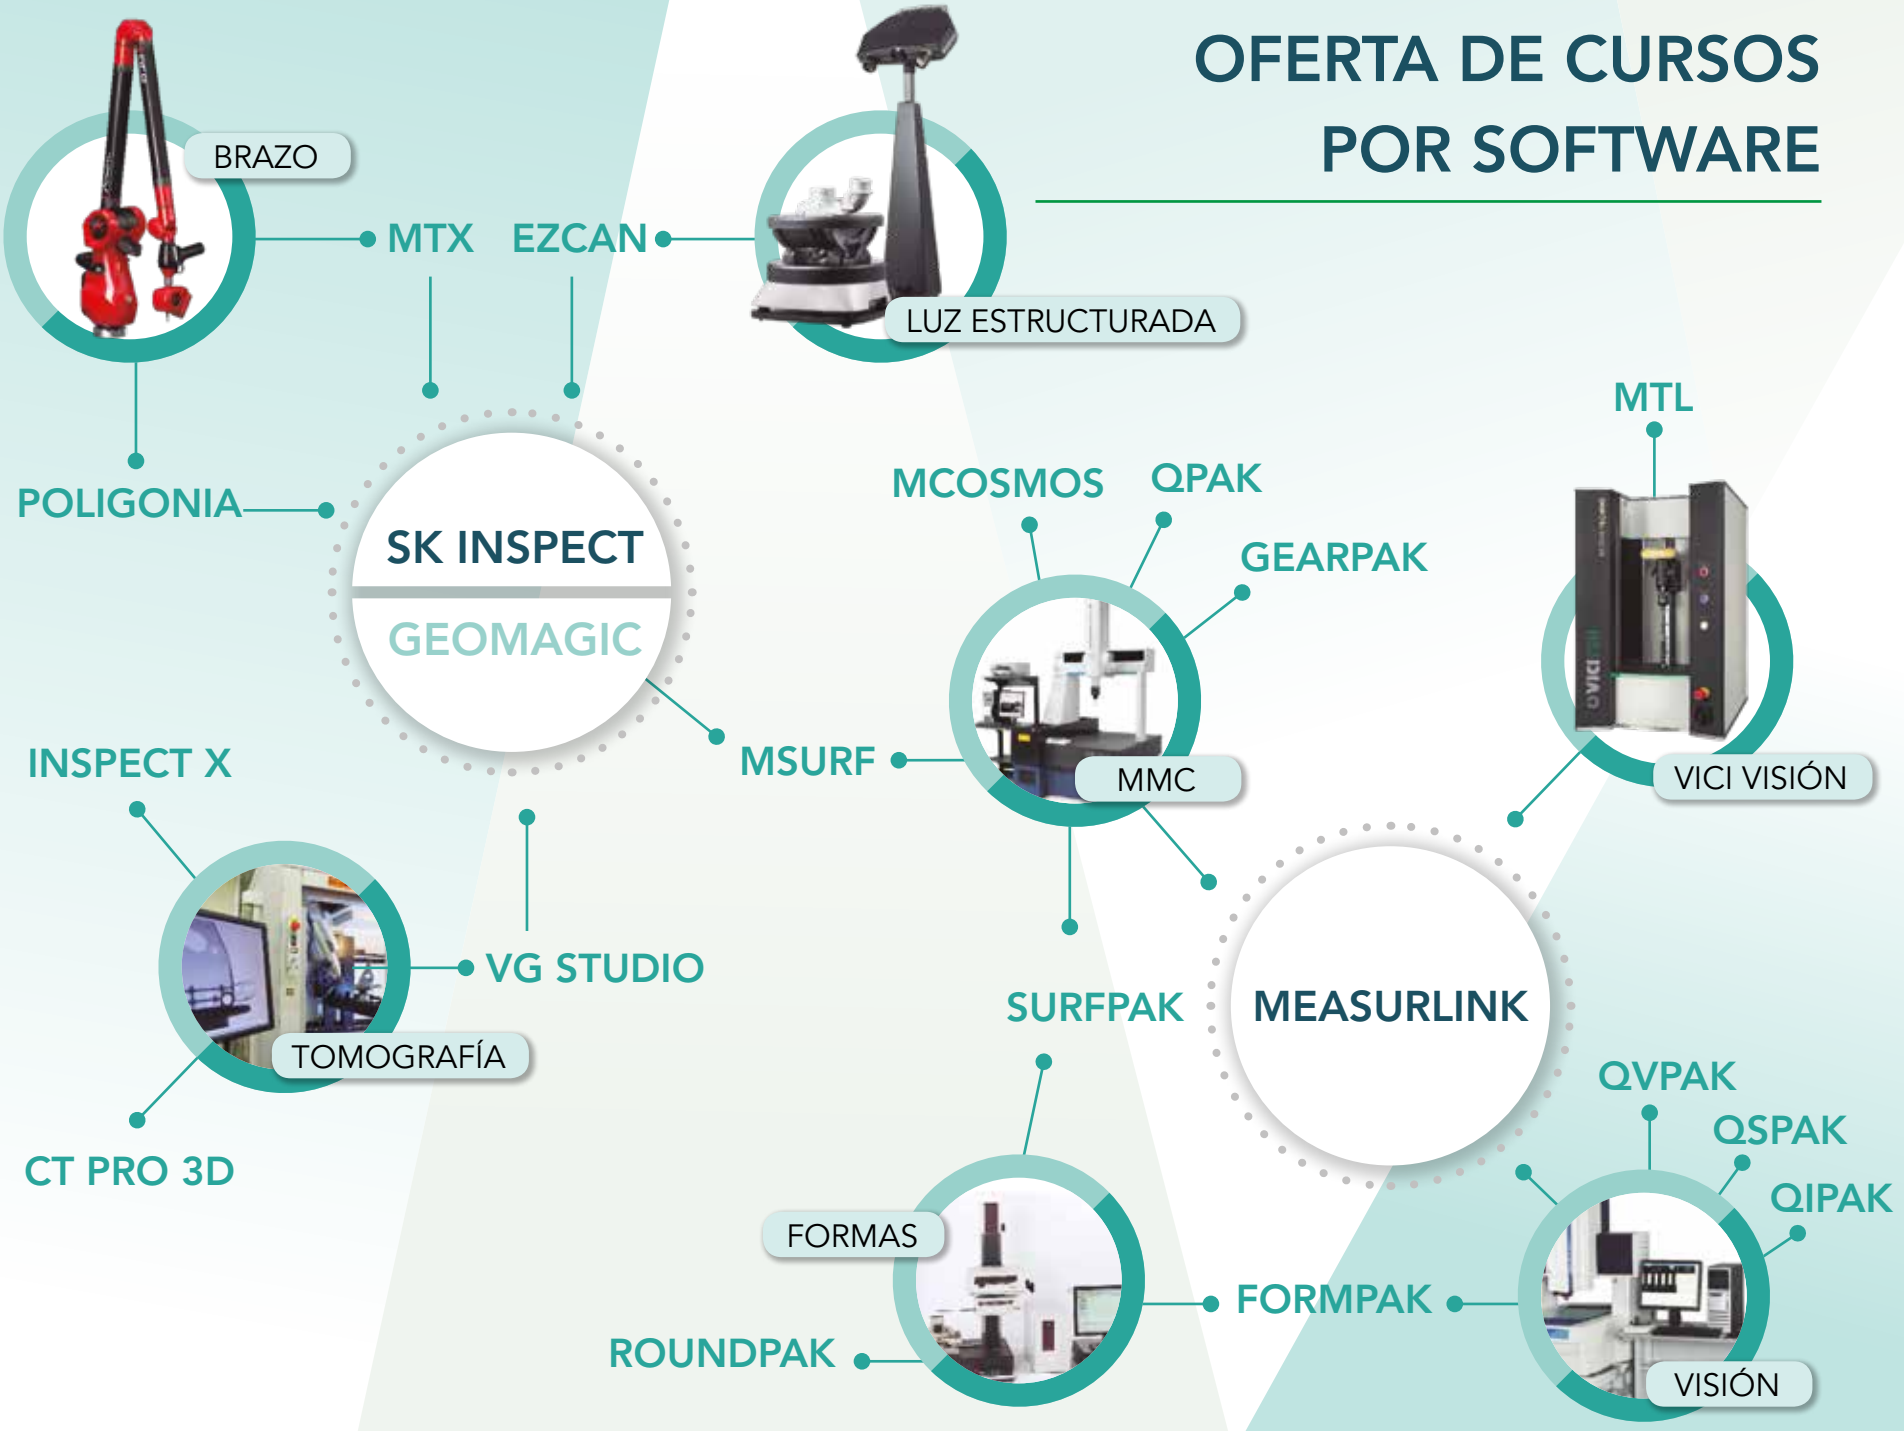 OFERTA DE CURSOS
POR SOFTWARE
BRAZO
MTX
EZCAN
LUZ ESTRUCTURADA
POLIGONIA
SK INSPECT
GEOMAGIC
MCOSMOS
QPAK
GEARPAK
MTL
VICI
VICI VISIÓN
INSPECT X
MSURF
MMC
VG STUDIO
TOMOGRAFÍA
CT PRO 3D
SURFPAK
MEASURLINK
QVPAK
QSPAK
QIPAK
FORMAS
FORMPAK
ROUNDPAK
VISIÓN